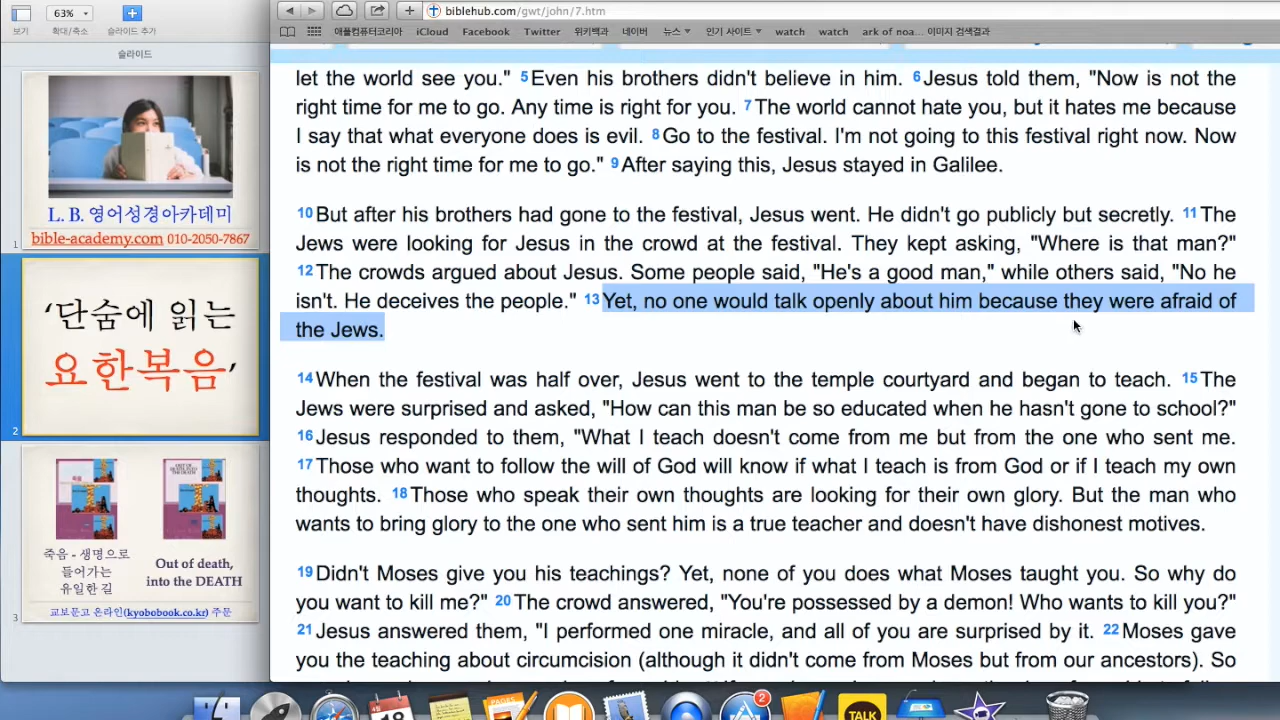 63%
보기
확대/축소
슬라이드 추가
슬라이드
L. B. 영어성경아카데미
bible-academy.com 010-2050-7867
1
'단숨에 읽는
요한복음'
2
죽음 - 생명으로
들어가는
유일한 길
Out of death,
into the DEATH
교보문고 온라인(kyobobook.co.kr) 주문
3
biblehub.com/gwt/john/7.htm
애플컴퓨터코리아 iCloud Facebook Twitter 위키백과 네이버 뉴스 인기 사이트 watch watch ark of noa... 이미지 검색결과
let the world see you." 5 Even his brothers didn't believe in him. 6 Jesus told them, "Now is not the
right time for me to go. Any time is right for you. 7 The world cannot hate you, but it hates me because
I say that what everyone does is evil. 8 Go to the festival. I'm not going to this festival right now. Now
is not the right time for me to go." 9 After saying this, Jesus stayed in Galilee.
10 But after his brothers had gone to the festival, Jesus went. He didn't go publicly but secretly. 11 The
Jews were looking for Jesus in the crowd at the festival. They kept asking, "Where is that man?"
12 The crowds argued about Jesus. Some people said, "He's a good man," while others said, "No he
isn't. He deceives the people." 13 Yet, no one would talk openly about him because they were afraid of
the Jews.
14 When the festival was half over, Jesus went to the temple courtyard and began to teach. 15 The
Jews were surprised and asked, "How can this man be so educated when he hasn't gone to school?"
16 Jesus responded to them, "What I teach doesn't come from me but from the one who sent me.
17 Those who want to follow the will of God will know if what I teach is from God or if I teach my own
thoughts. 18 Those who speak their own thoughts are looking for their own glory. But the man who
wants to bring glory to the one who sent him is a true teacher and doesn't have dishonest motives.
19 Didn't Moses give you his teachings? Yet, none of you does what Moses taught you. So why do
you want to kill me?" 20 The crowd answered, "You're possessed by a demon! Who wants to kill you?"
21 Jesus answered them, "I performed one miracle, and all of you are surprised by it. 22 Moses gave
you the teaching about circumcision (although it didn't come from Moses but from our ancestors). So
18
2
TALK